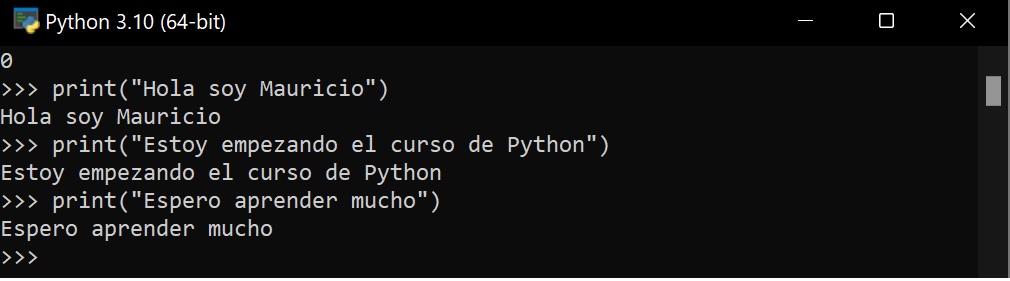 Python 3.10 (64-bit)
0
>>> print("Hola soy Mauricio")
Hola soy Mauricio
>>> print("Estoy empezando el curso de Python")
Estoy empezando el curso de Python
>>> print("Espero aprender mucho")
Espero aprender mucho
>>>